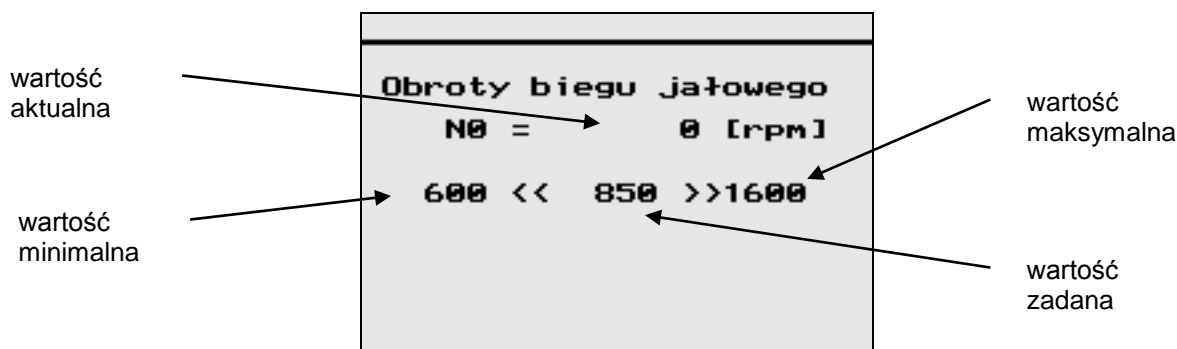 wartość
aktualna
Obroty biegu jałowego
N0 = 0 [rpm]
600 << 850 >>1600
wartość
maksymalna
wartość
minimalna
wartość
zadana